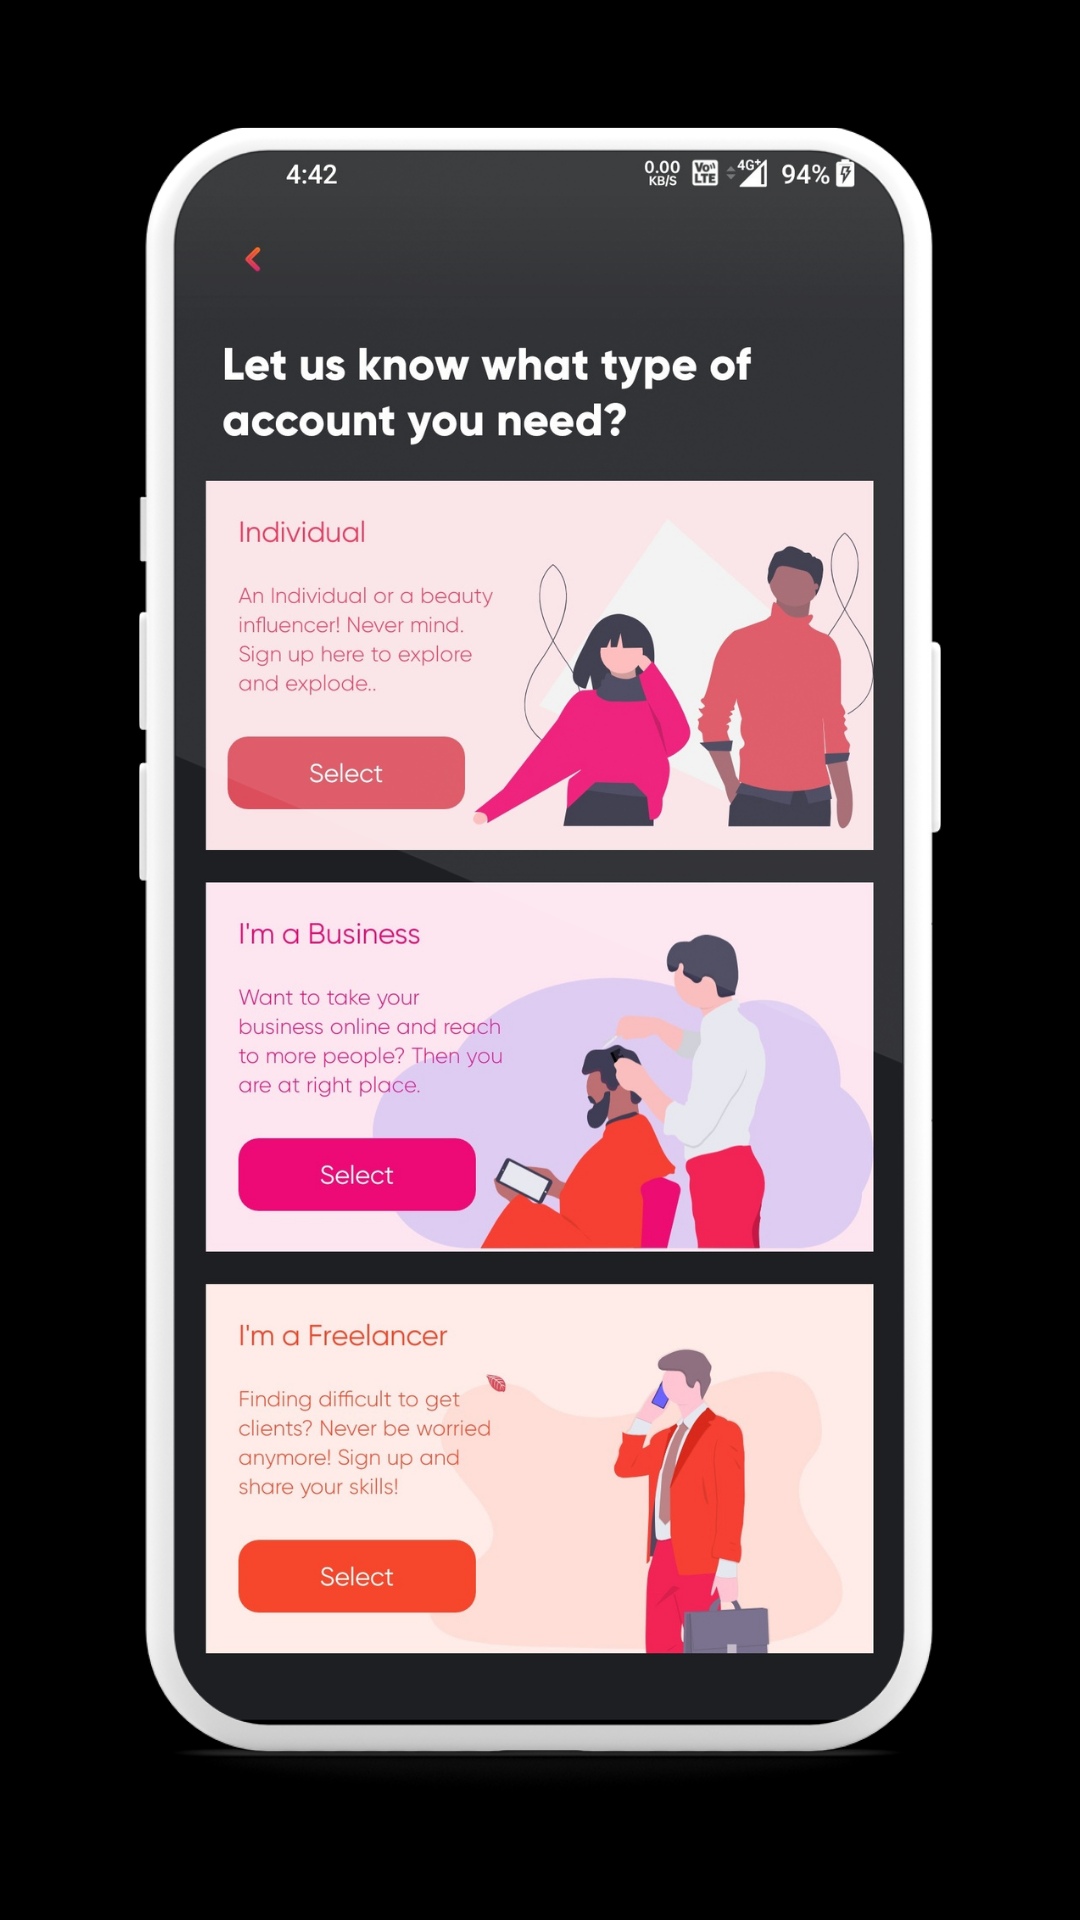 4:42
0.00
KB/S
Vo))
LTE
4G+
94%
Let us know what type of
account you need?
Individual
An Individual or a beauty
influencer! Never mind.
Sign up here to explore
and explode..
Select
I'm a Business
Want to take your
business online and reach
to more people? Then you
are at right place.
Select
I'm a Freelancer
Finding difficult to get
clients? Never be worried
anymore! Sign up and
share your skills!
Select